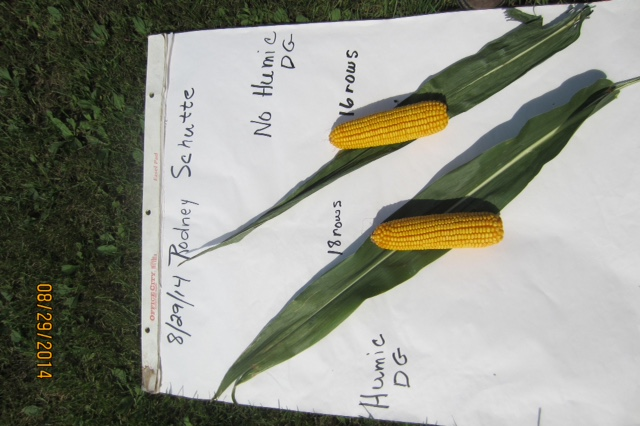 8/29/14 Rodney Schutte
No Humic
DG
16 rows
18 rows
Humic
DG
08/29/2014